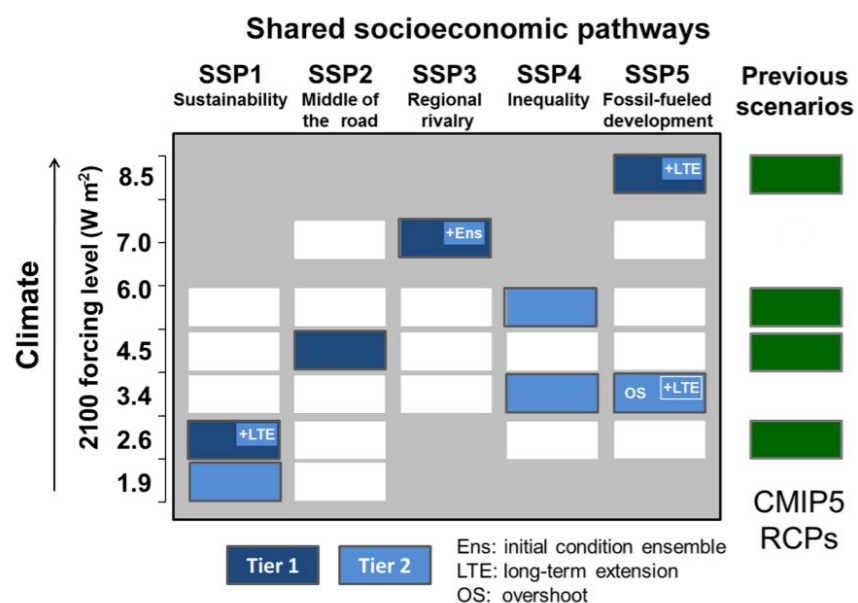 Shared socioeconomic pathways
SSP1 SSP2 SSP3 SSP4 SSP5 Previous
Sustainability Middle of Regional Inequality Fossil-fueled scenarios
the road rivalry development
8.5 +LTE
7.0 +Ens
6.0
4.5
3.4 OS +LTE
2.6 +LTE
1.9
Climate
2100 forcing level (W m²)
CMIP5
RCPs
Tier 1 Tier 2
Ens: initial condition ensemble
LTE: long-term extension
OS: overshoot